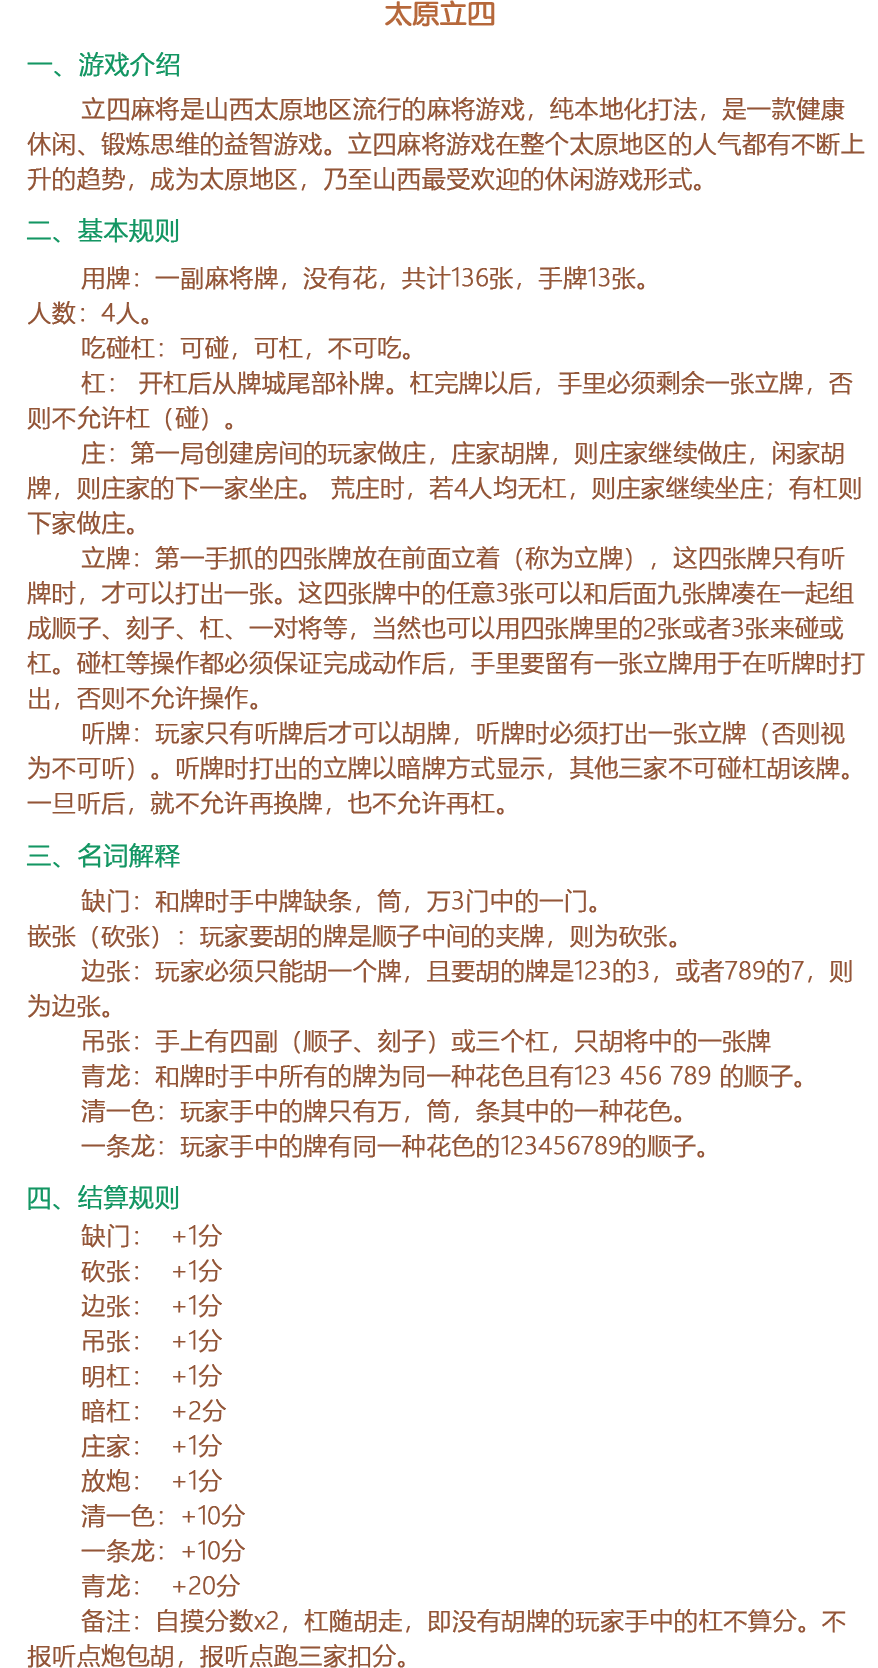 太原立四
一、游戏介绍
立四麻将是山西太原地区流行的麻将游戏，纯本地化打法，是一款健康
休闲、锻炼思维的益智游戏。立四麻将游戏在整个太原地区的人气都有不断上
升的趋势，成为太原地区，乃至山西最受欢迎的休闲游戏形式。
二、基本规则
用牌：一副麻将牌，没有花，共计136张，手牌13张。
人数：4人。
吃碰杠：可碰，可杠，不可吃。
杠： 开杠后从牌城尾部补牌。杠完牌以后，手里必须剩余一张立牌，否
则不允许杠（碰）。
庄：第一局创建房间的玩家做庄，庄家胡牌，则庄家继续做庄，闲家胡
牌，则庄家的下一家坐庄。 荒庄时，若4人均无杠，则庄家继续坐庄；有杠则
下家做庄。
立牌：第一手抓的四张牌放在前面立着（称为立牌），这四张牌只有听
牌时，才可以打出一张。这四张牌中的任意3张可以和后面九张牌凑在一起组
成顺子、刻子、杠、一对将等，当然也可以用四张牌里的2张或者3张来碰或
杠。碰杠等操作都必须保证完成动作后，手里要留有一张立牌用于在听牌时打
出，否则不允许操作。
听牌：玩家只有听牌后才可以胡牌，听牌时必须打出一张立牌（否则视
为不可听）。听牌时打出的立牌以暗牌方式显示，其他三家不可碰杠胡该牌。
一旦听后，就不允许再换牌，也不允许再杠。
三、名词解释
缺门：和牌时手中牌缺条，筒，万3门中的一门。
嵌张（砍张）：玩家要胡的牌是顺子中间的夹牌，则为砍张。
边张：玩家必须只能胡一个牌，且要胡的牌是123的3，或者789的7，则
为边张。
吊张：手上有四副（顺子、刻子）或三个杠，只胡将中的一张牌
青龙：和牌时手中所有的牌为同一种花色且有123 456 789 的顺子。
清一色：玩家手中的牌只有万，筒，条其中的一种花色。
一条龙：玩家手中的牌有同一种花色的123456789的顺子。
四、结算规则
缺门： +1分
砍张： +1分
边张： +1分
吊张： +1分
明杠： +1分
暗杠： +2分
庄家： +1分
放炮： +1分
清一色：+10分
一条龙：+10分
青龙： +20分
备注：自摸分数x2，杠随胡走，即没有胡牌的玩家手中的杠不算分。不
报听点炮包胡，报听点跑三家扣分。